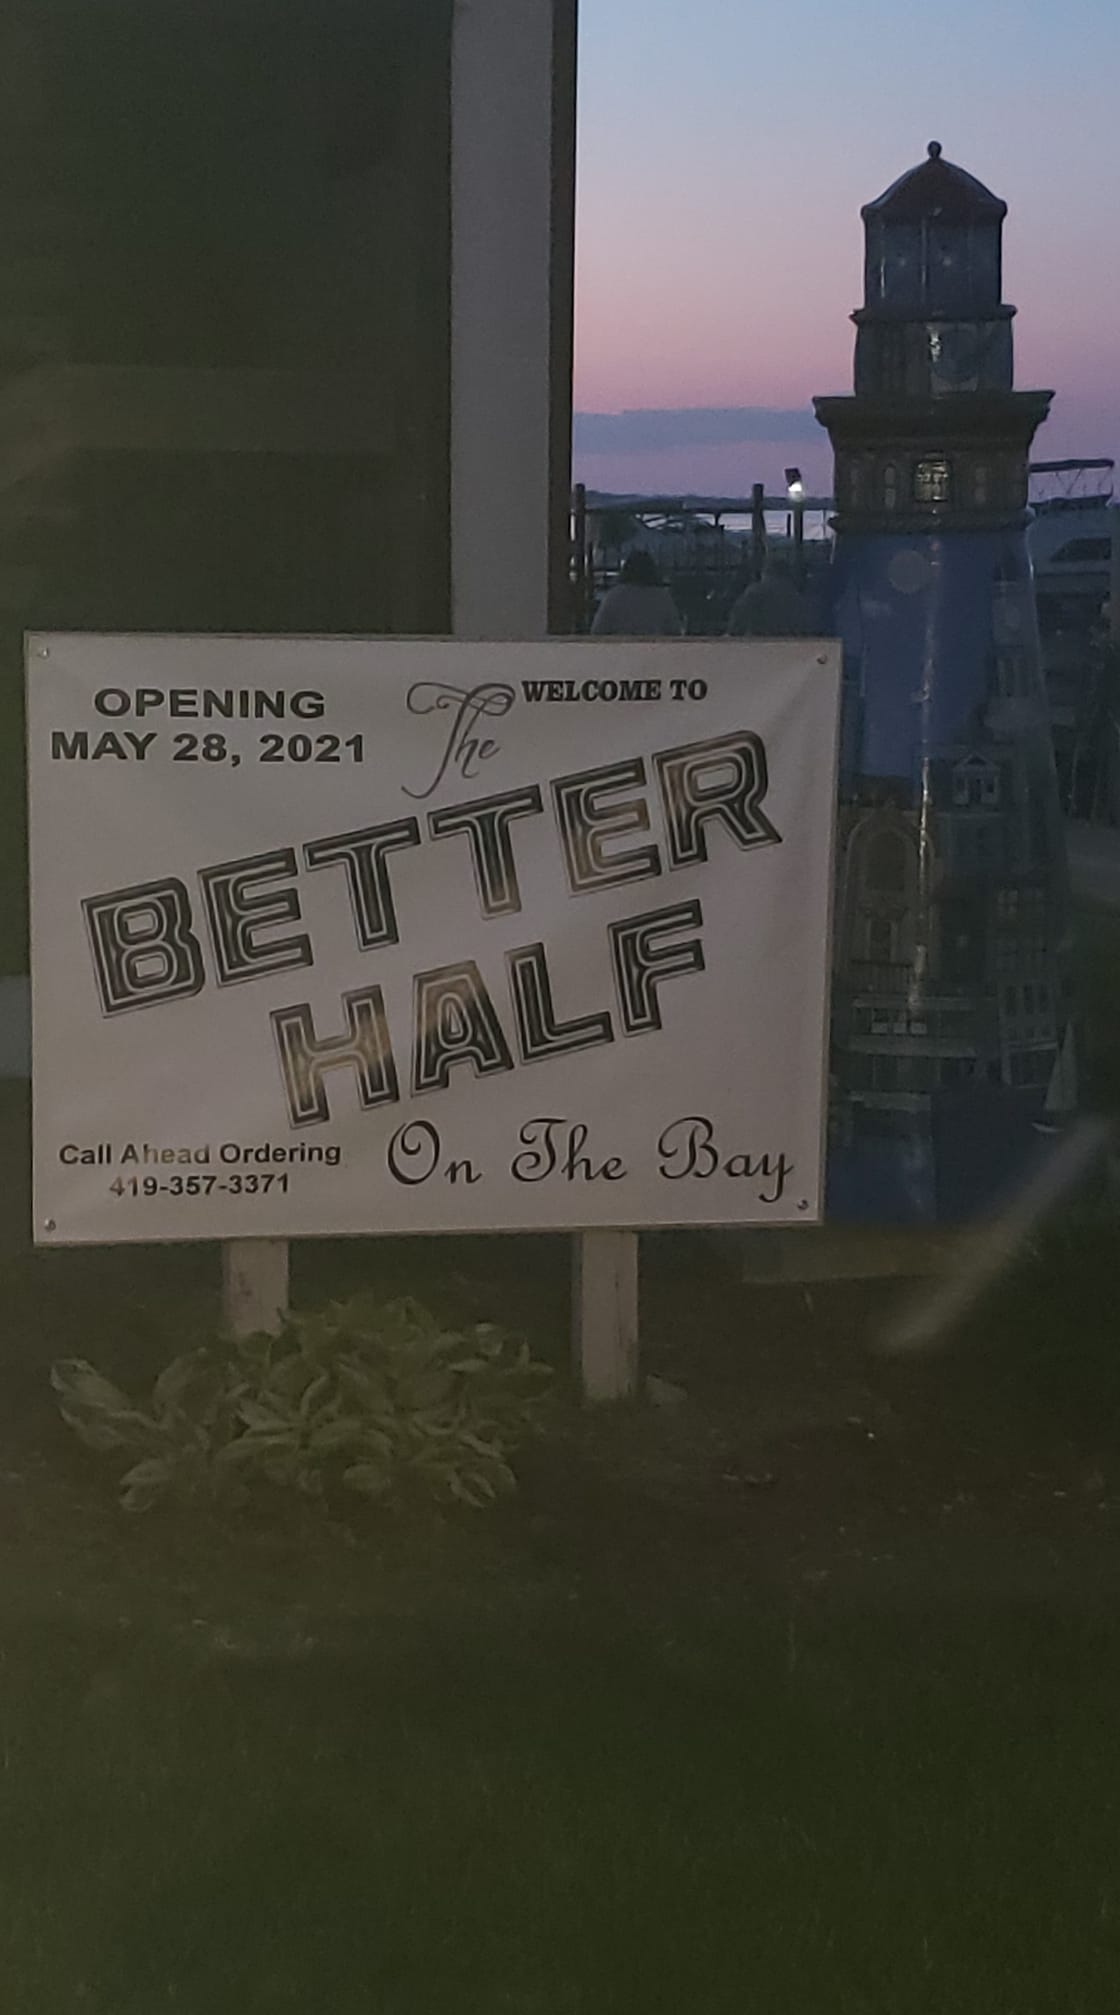 OPENING
MAY 28, 2021
WELCOME TO
The
BETTER
HALF
On The Bay
Call Ahead Ordering
419-357-3371